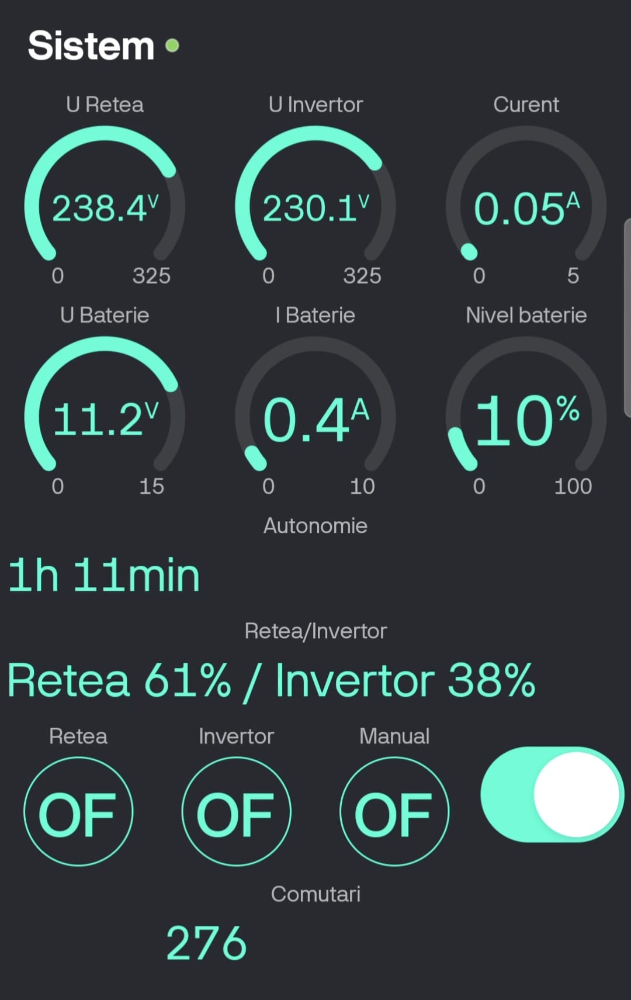 Sistem
U Retea U Invertor Curent
238.4V 230.1V 0.05A
0 325 0 325 0 5
U Baterie I Baterie Nivel baterie
11.2V 0.4A 10%
0 15 0 10 0 100
Autonomie
1h 11min
Retea/Invertor
Retea 61% / Invertor 38%
Retea Invertor Manual
OF OF OF
Comutari
276